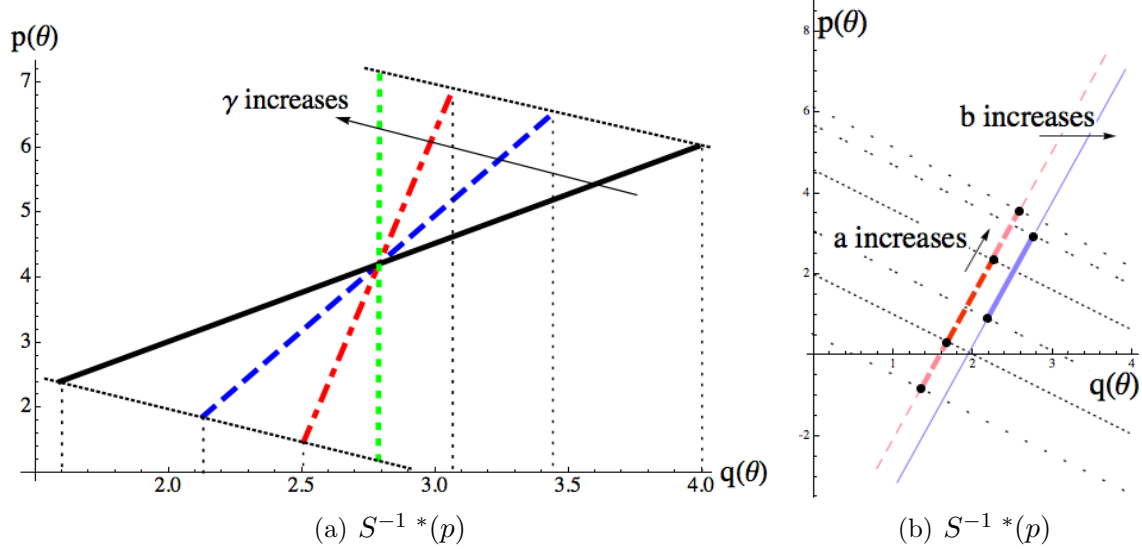 p(θ)
7
6
5
4
3
2
γ increases
2.0 2.5 3.0 3.5 4.0 q(θ)
(a) S^{-1 *}(p)
p(θ)
8
6
4
2
-2
b increases
a increases
1 2 3 4
q(θ)
(b) S^{-1 *}(p)